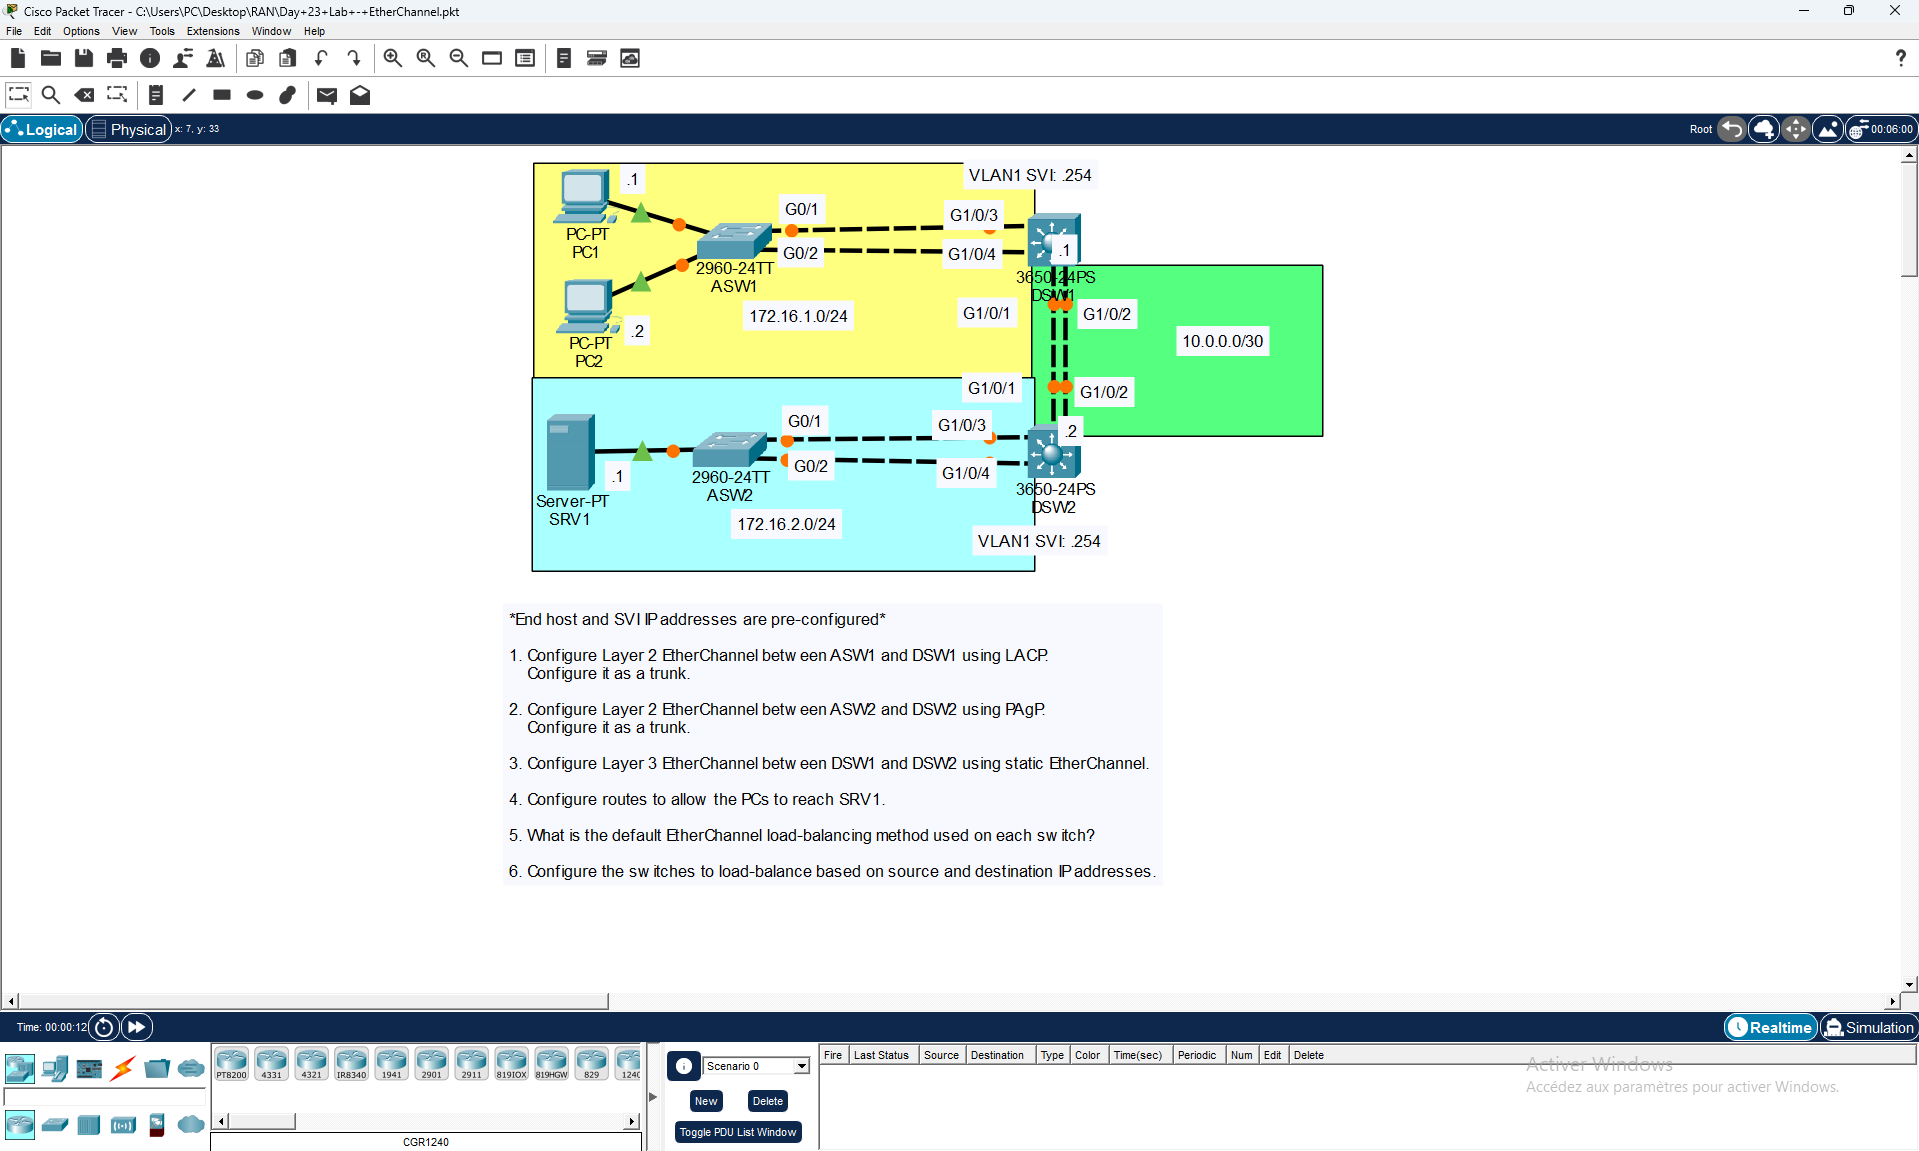 Cisco Packet Tracer - C:\Users\PC\Desktop\RAN\Day+23+Lab+-+EtherChannel.pkt
File Edit Options View Tools Extensions Window Help
Logical Physical x: 7, y: 33 Root 00:06:00
VLAN1 SVI: .254
.1
G0/1
G1/0/3
PC-PT
PC1
G0/2
G1/0/4
.1
2960-24TT
ASW1
3650-24PS
DSW1
172.16.1.0/24
G1/0/1
G1/0/2
.2
PC-PT
PC2
10.0.0.0/30
G1/0/1
G1/0/2
G0/1
G1/0/3
.2
G0/2
G1/0/4
.1
2960-24TT
ASW2
3650-24PS
DSW2
Server-PT
SRV1
172.16.2.0/24
VLAN1 SVI: .254
*End host and SVI IP addresses are pre-configured*
1. Configure Layer 2 EtherChannel between ASW1 and DSW1 using LACP.
Configure it as a trunk.
2. Configure Layer 2 EtherChannel between ASW2 and DSW2 using PAgP.
Configure it as a trunk.
3. Configure Layer 3 EtherChannel between DSW1 and DSW2 using static EtherChannel.
4. Configure routes to allow the PCs to reach SRV1.
5. What is the default EtherChannel load-balancing method used on each switch?
6. Configure the switches to load-balance based on source and destination IP addresses.
Time: 00:00:12 Realtime Simulation
PT8200 4331 4321 IR8340 1941 2901 2911 819IOX 819HGW 829 1240
CGR1240
Scenario 0
New Delete
Toggle PDU List Window
Fire Last Status Source Destination Type Color Time(sec) Periodic Num Edit Delete
Activer Windows
Accédez aux paramètres pour activer Windows.